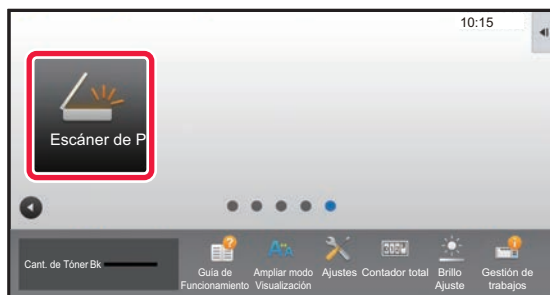 10:15
Escáner de P
Cant. de Tóner Bk
Guía de
Funcionamiento
Ampliar modo
Visualización
Ajustes
Contador total
Brillo
Ajuste
Gestión de
trabajos